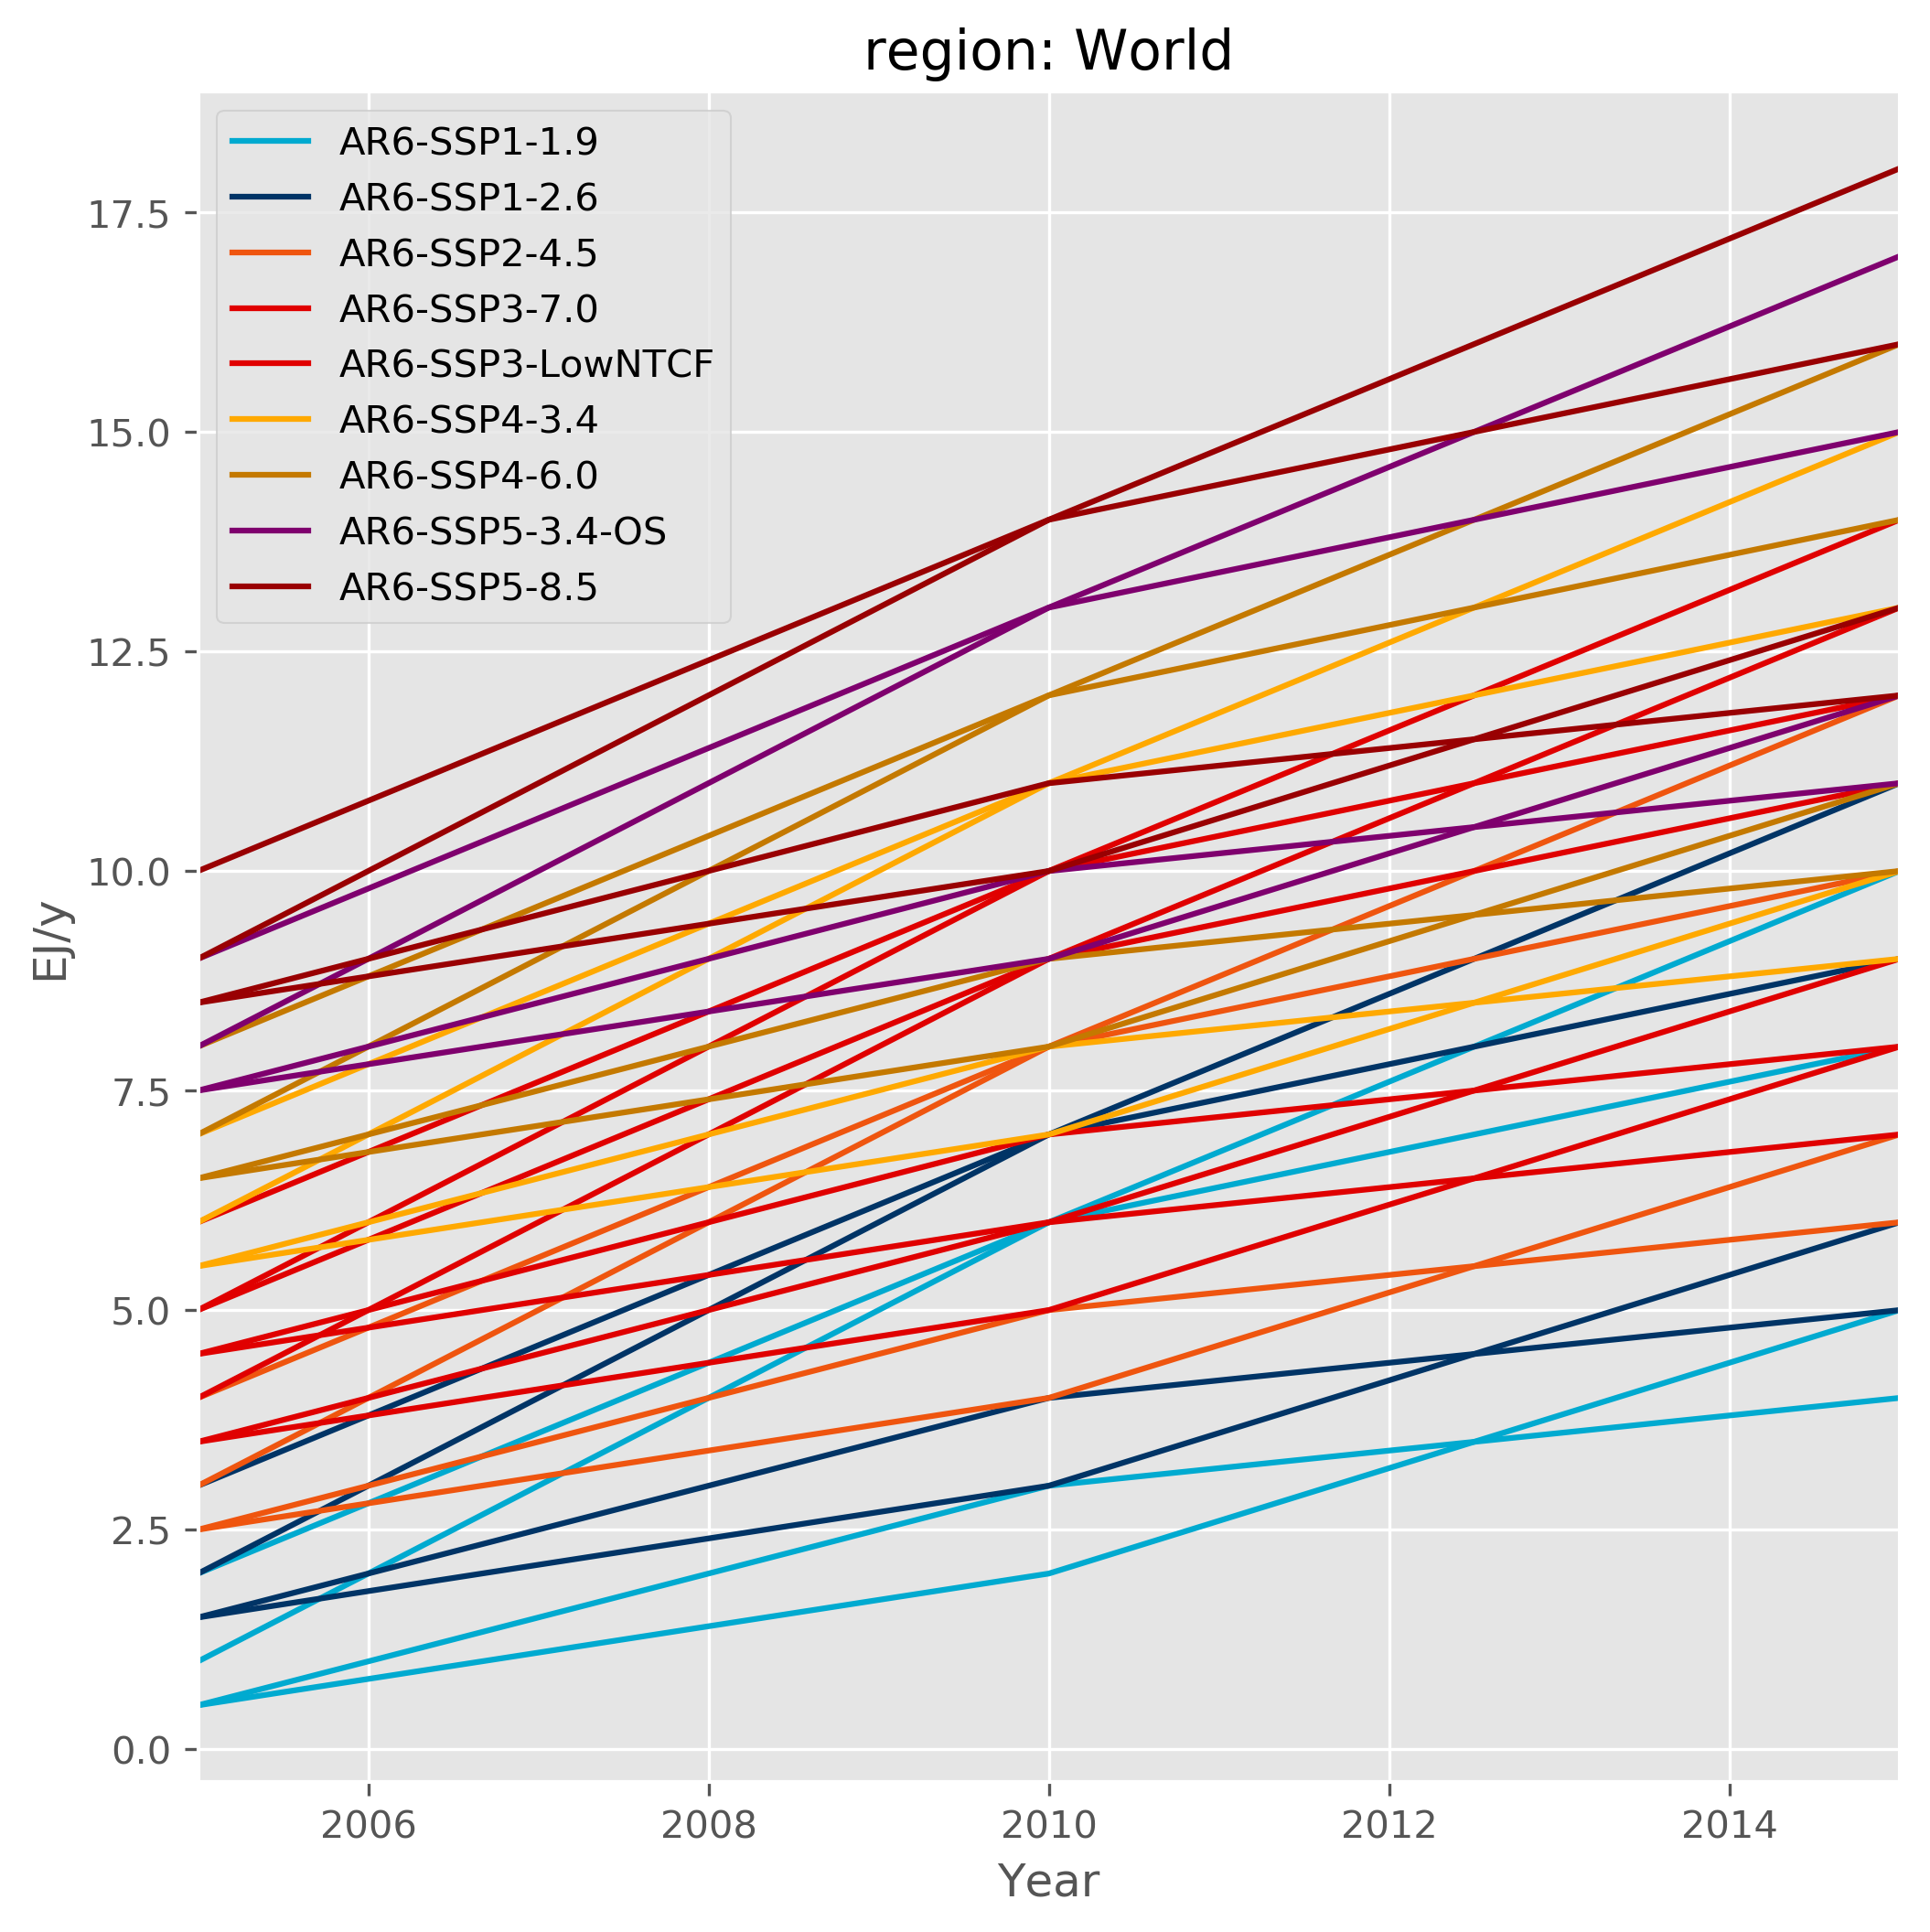 region: World
AR6-SSP1-1.9
AR6-SSP1-2.6
AR6-SSP2-4.5
AR6-SSP3-7.0
AR6-SSP3-LowNTCF
AR6-SSP4-3.4
AR6-SSP4-6.0
AR6-SSP5-3.4-OS
AR6-SSP5-8.5
17.5
15.0
12.5
10.0
7.5
5.0
2.5
0.0
EJ/y
2006 2008 2010 2012 2014
Year